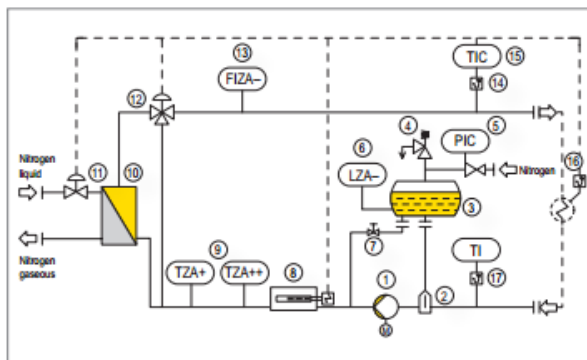 13
TIC
15
FIZA–
14
12
4
5
6
PIC
Nitrogen
liquid
11
10
LZA–
Nitrogen
16
3
Nitrogen
gaseous
9
7
8
1
TI
TZA+
TZA++
2
17
M